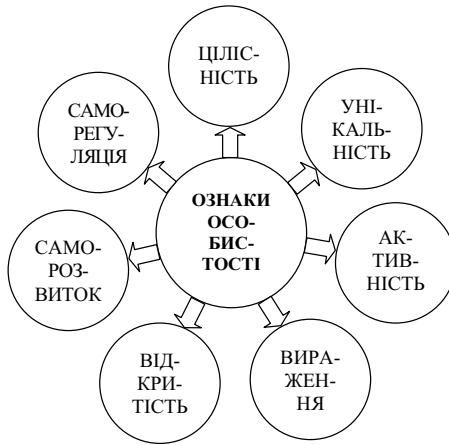 ЦІЛІС-
НІСТЬ
УНІ-
КАЛЬ-
НІСТЬ
АК-
ТИВ-
НІСТЬ
ВИРА-
ЖЕН-
НЯ
ВІД-
КРИ-
ТІСТЬ
САМО-
РОЗ-
ВИТОК
САМО-
РЕГУ-
ЛЯЦІЯ
ОЗНАКИ
ОСО-
БИС-
ТОСТІ